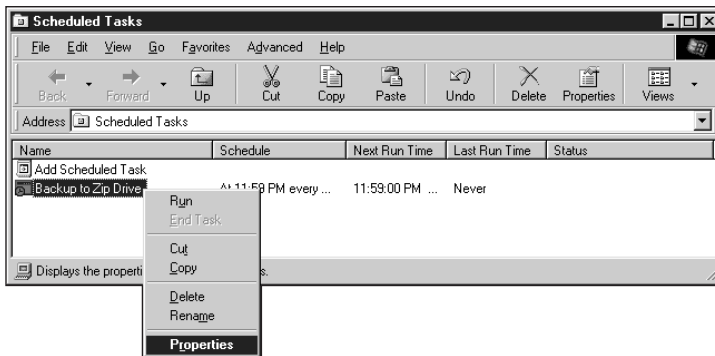 Scheduled Tasks
File Edit View Go Favorites Advanced Help
Back Forward Up Cut Copy Paste Undo Delete Properties Views
Address Scheduled Tasks
Name Schedule Next Run Time Last Run Time Status
Add Scheduled Task
Backup to Zip Drive At 11:59 PM every ... 11:59:00 PM ... Never
Run
End Task
Cut
Copy
Displays the properti s.
Delete
Rename
Properties